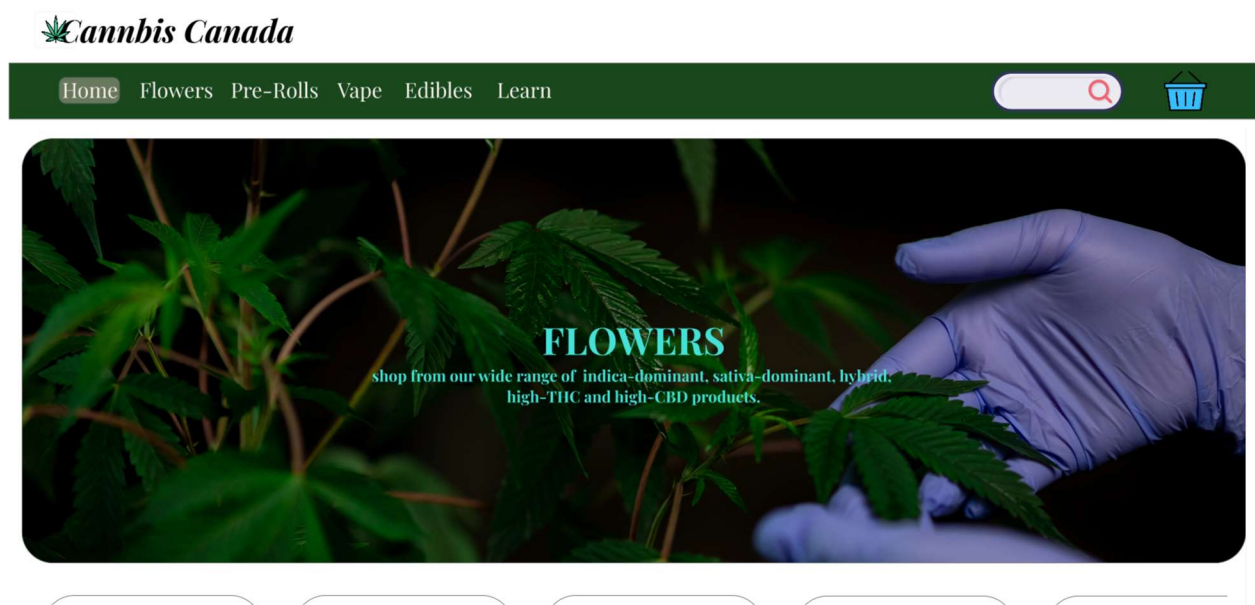 Cannbis Canada
Home Flowers Pre-Rolls Vape Edibles Learn
FLOWERS
shop from our wide range of indica-dominant, sativa-dominant, hybrid,
high-THC and high-CBD products.